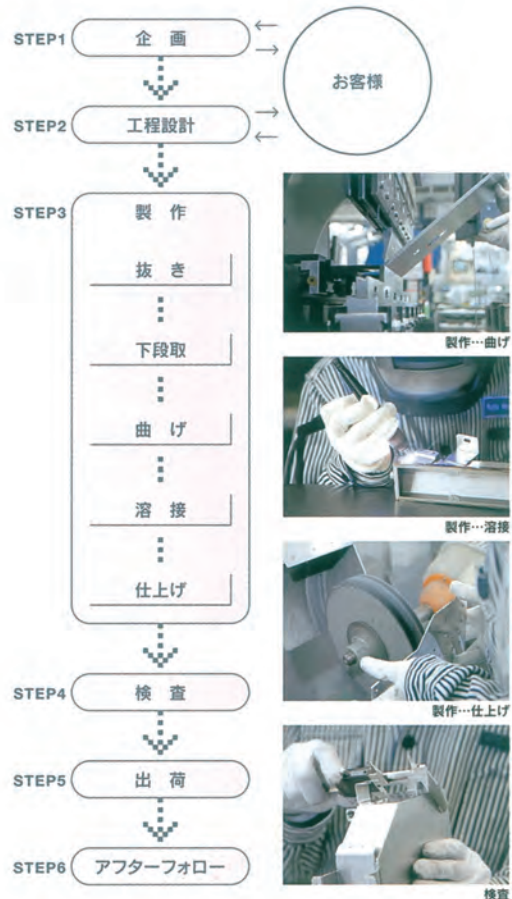 STEP1 企画
お客様
STEP2 工程設計
STEP3 製作
抜き
下段取
曲げ
溶接
仕上げ
STEP4 検査
STEP5 出荷
STEP6 アフターフォロー
製作…曲げ
製作…溶接
製作…仕上げ
検査